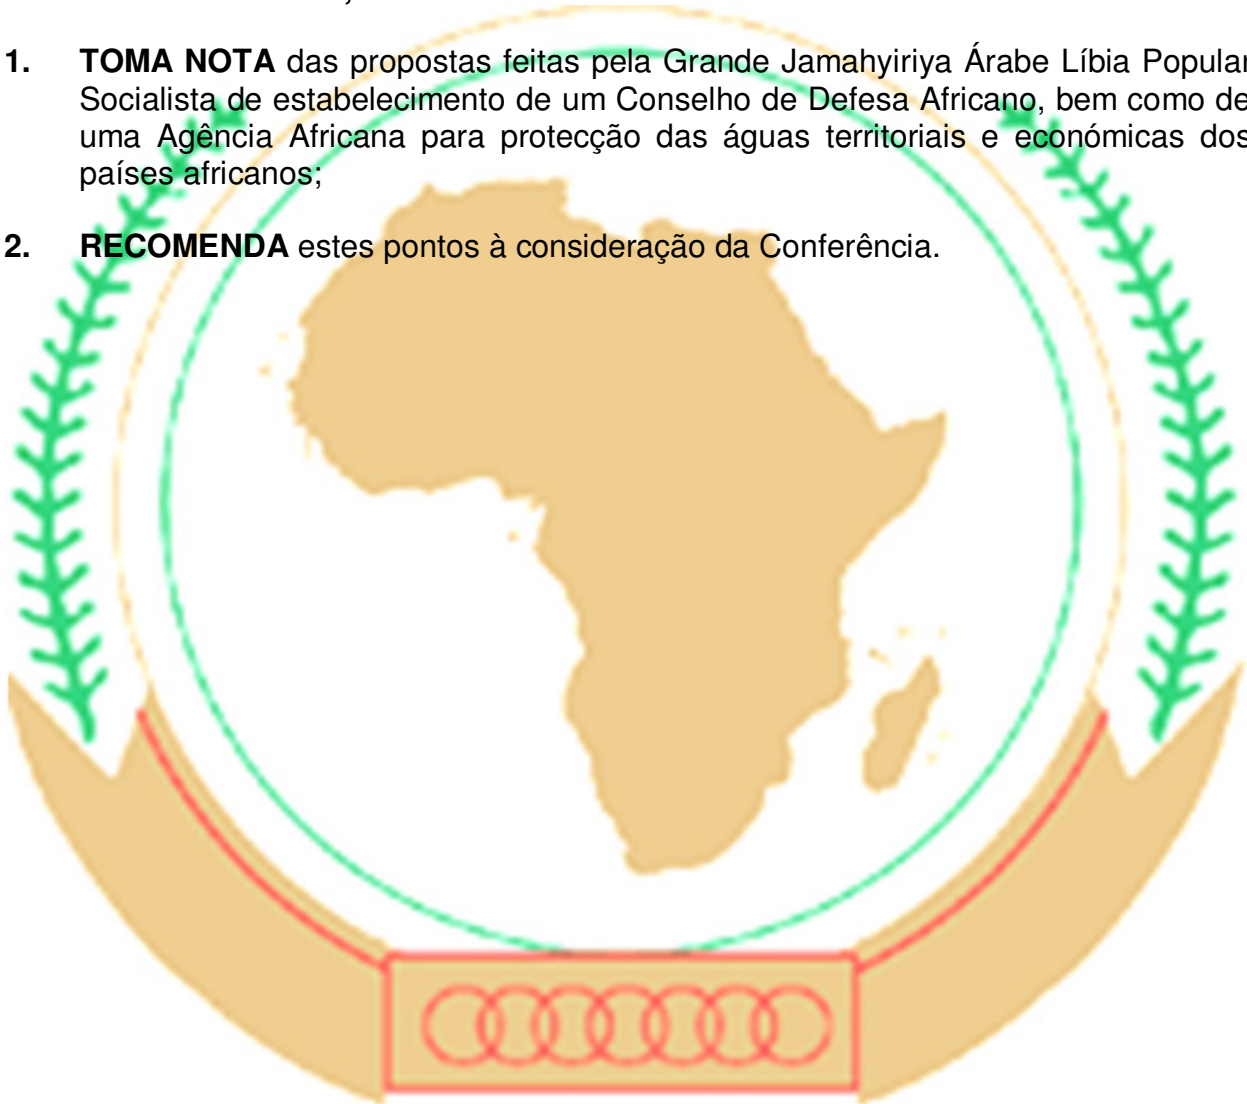 1. TOMA NOTA das propostas feitas pela Grande Jamahyiriya Árabe Líbia Popular
Socialista de estabelecimento de um Conselho de Defesa Africano, bem como de
uma Agência Africana para protecção das águas territoriais e económicas dos
países africanos;
2. RECOMENDA estes pontos à consideração da Conferência.